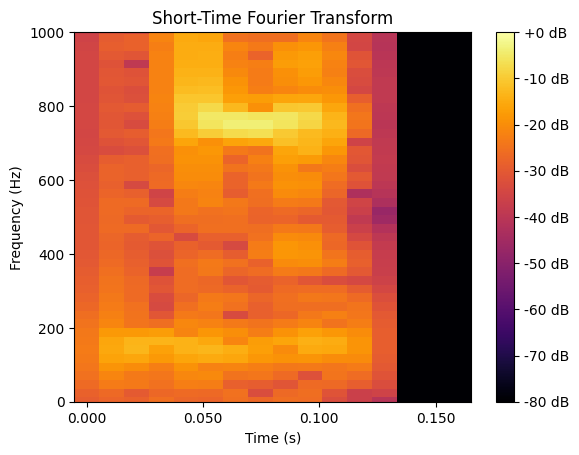 Short-Time Fourier Transform
1000
800
600
400
200
0
Frequency (Hz)
0.000
0.050
0.100
0.150
Time (s)
+0 dB
-10 dB
-20 dB
-30 dB
-40 dB
-50 dB
-60 dB
-70 dB
-80 dB